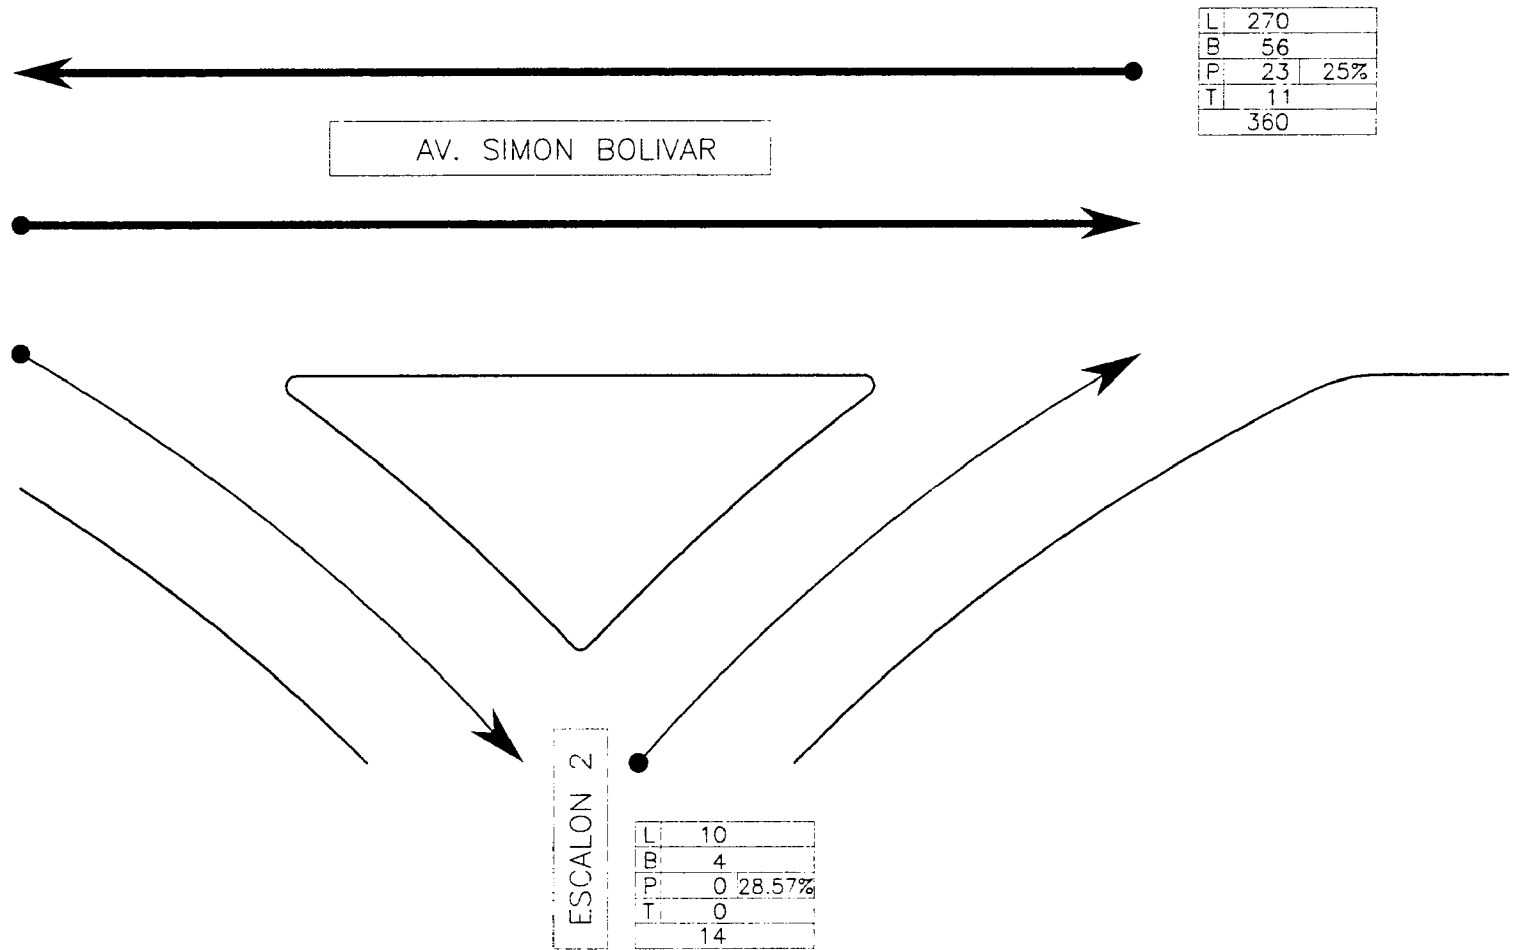 L 270
B 56
P 23 25%
T 11
360
AV. SIMON BOLIVAR
ESCALON 2
L 10
B 4
P 0 28.57%
T 0
14